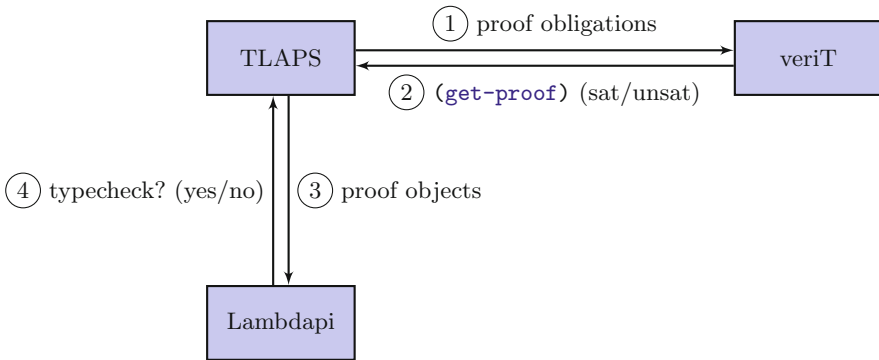 ① proof obligations
TLAPS
veriT
② (get-proof) (sat/unsat)
④ typecheck? (yes/no)
③ proof objects
Lambdapi